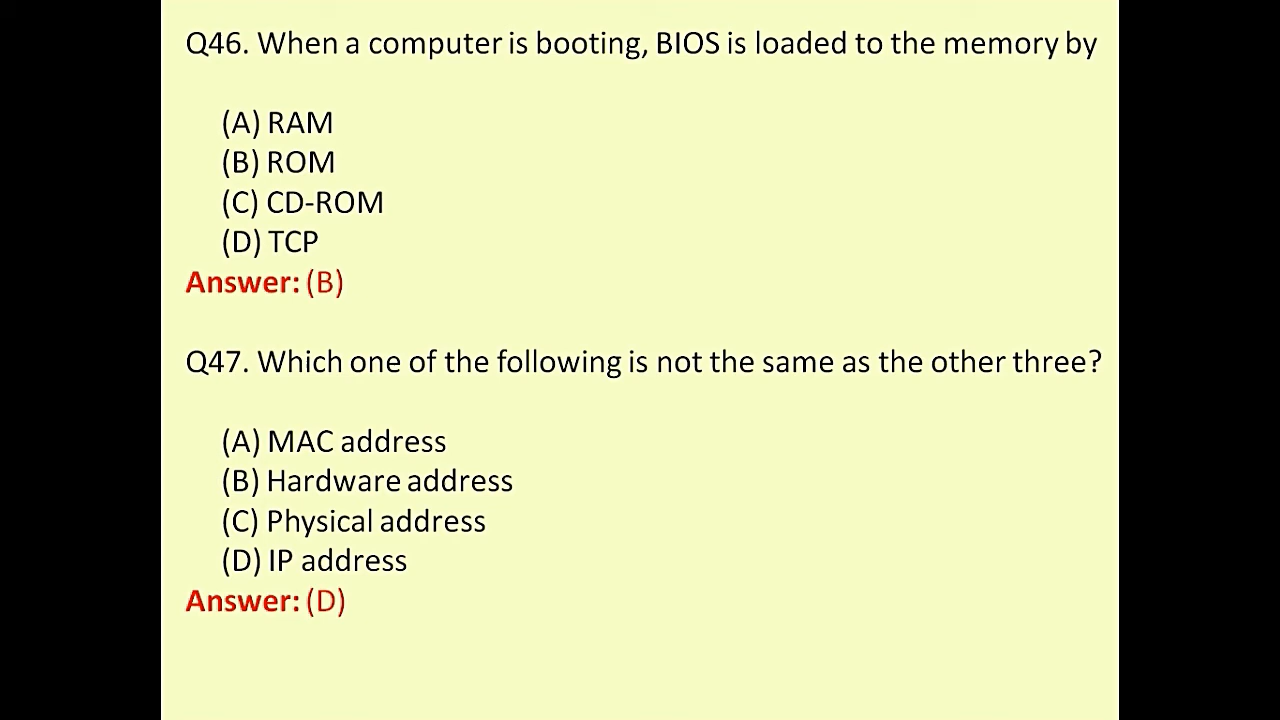 Q46. When a computer is booting, BIOS is loaded to the memory by
(A) RAM
(B) ROM
(C) CD-ROM
(D) TCP
Answer: (B)
Q47. Which one of the following is not the same as the other three?
(A) MAC address
(B) Hardware address
(C) Physical address
(D) IP address
Answer: (D)